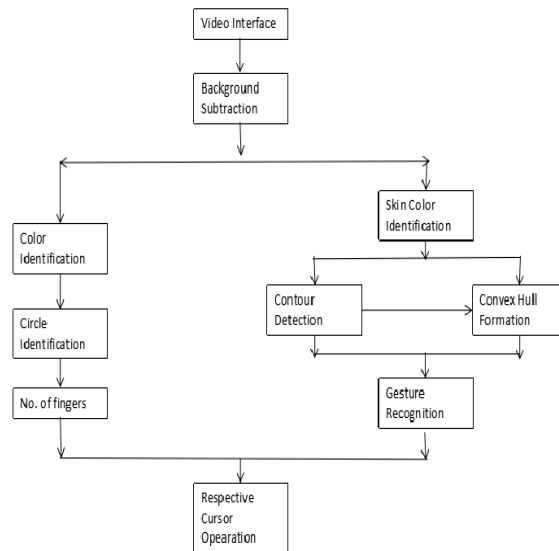 Video Interface
Background
Subtraction
Skin Color
Identification
Color
Identification
Contour
Detection
Convex Hull
Formation
Circle
Identification
No. of fingers
Gesture
Recognition
Respective
Cursor
Opearation